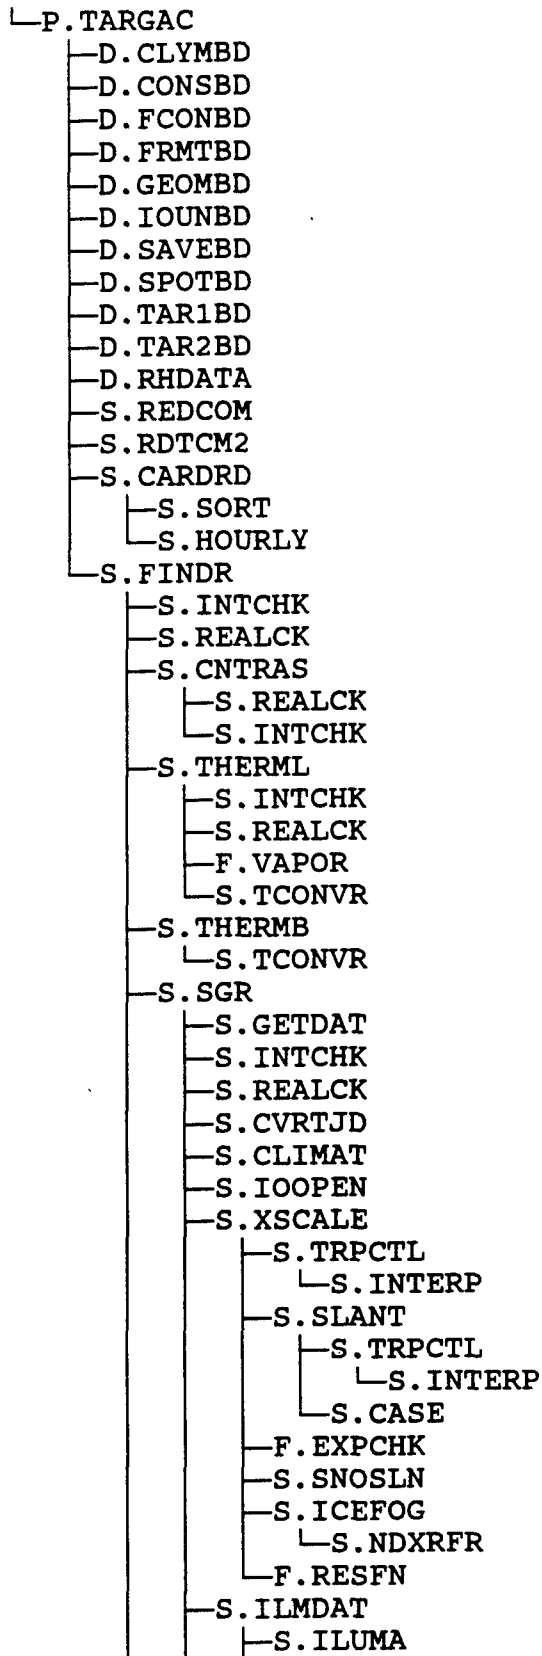 P.TARGAC
D.CLYMBD
D.CONSBD
D.FCONBD
D.FRMTBD
D.GEOMBD
D.IOUNBD
D.SAVEBD
D.SPOTBD
D.TAR1BD
D.TAR2BD
D.RHDATA
S.REDCOM
S.RDTCM2
S.CARDRD
S.SORT
S.HOURLY
S.FINDR
S.INTCHK
S.REALCK
S.CNTRAS
S.REALCK
S.INTCHK
S.THERML
S.INTCHK
S.REALCK
F.VAPOR
S.TCONVR
S.THERMB
S.TCONVR
S.SGR
S.GETDAT
S.INTCHK
S.REALCK
S.CVRTJD
S.CLIMAT
S.IOOPEN
S.XSCALE
S.TRPCTL
S.INTERP
S.SLANT
S.TRPCTL
S.INTERP
S.CASE
F.EXPCHK
S.SNOSLN
S.ICEFOG
S.NDXRFR
F.RESFN
S.ILMDAT
S.ILUMA